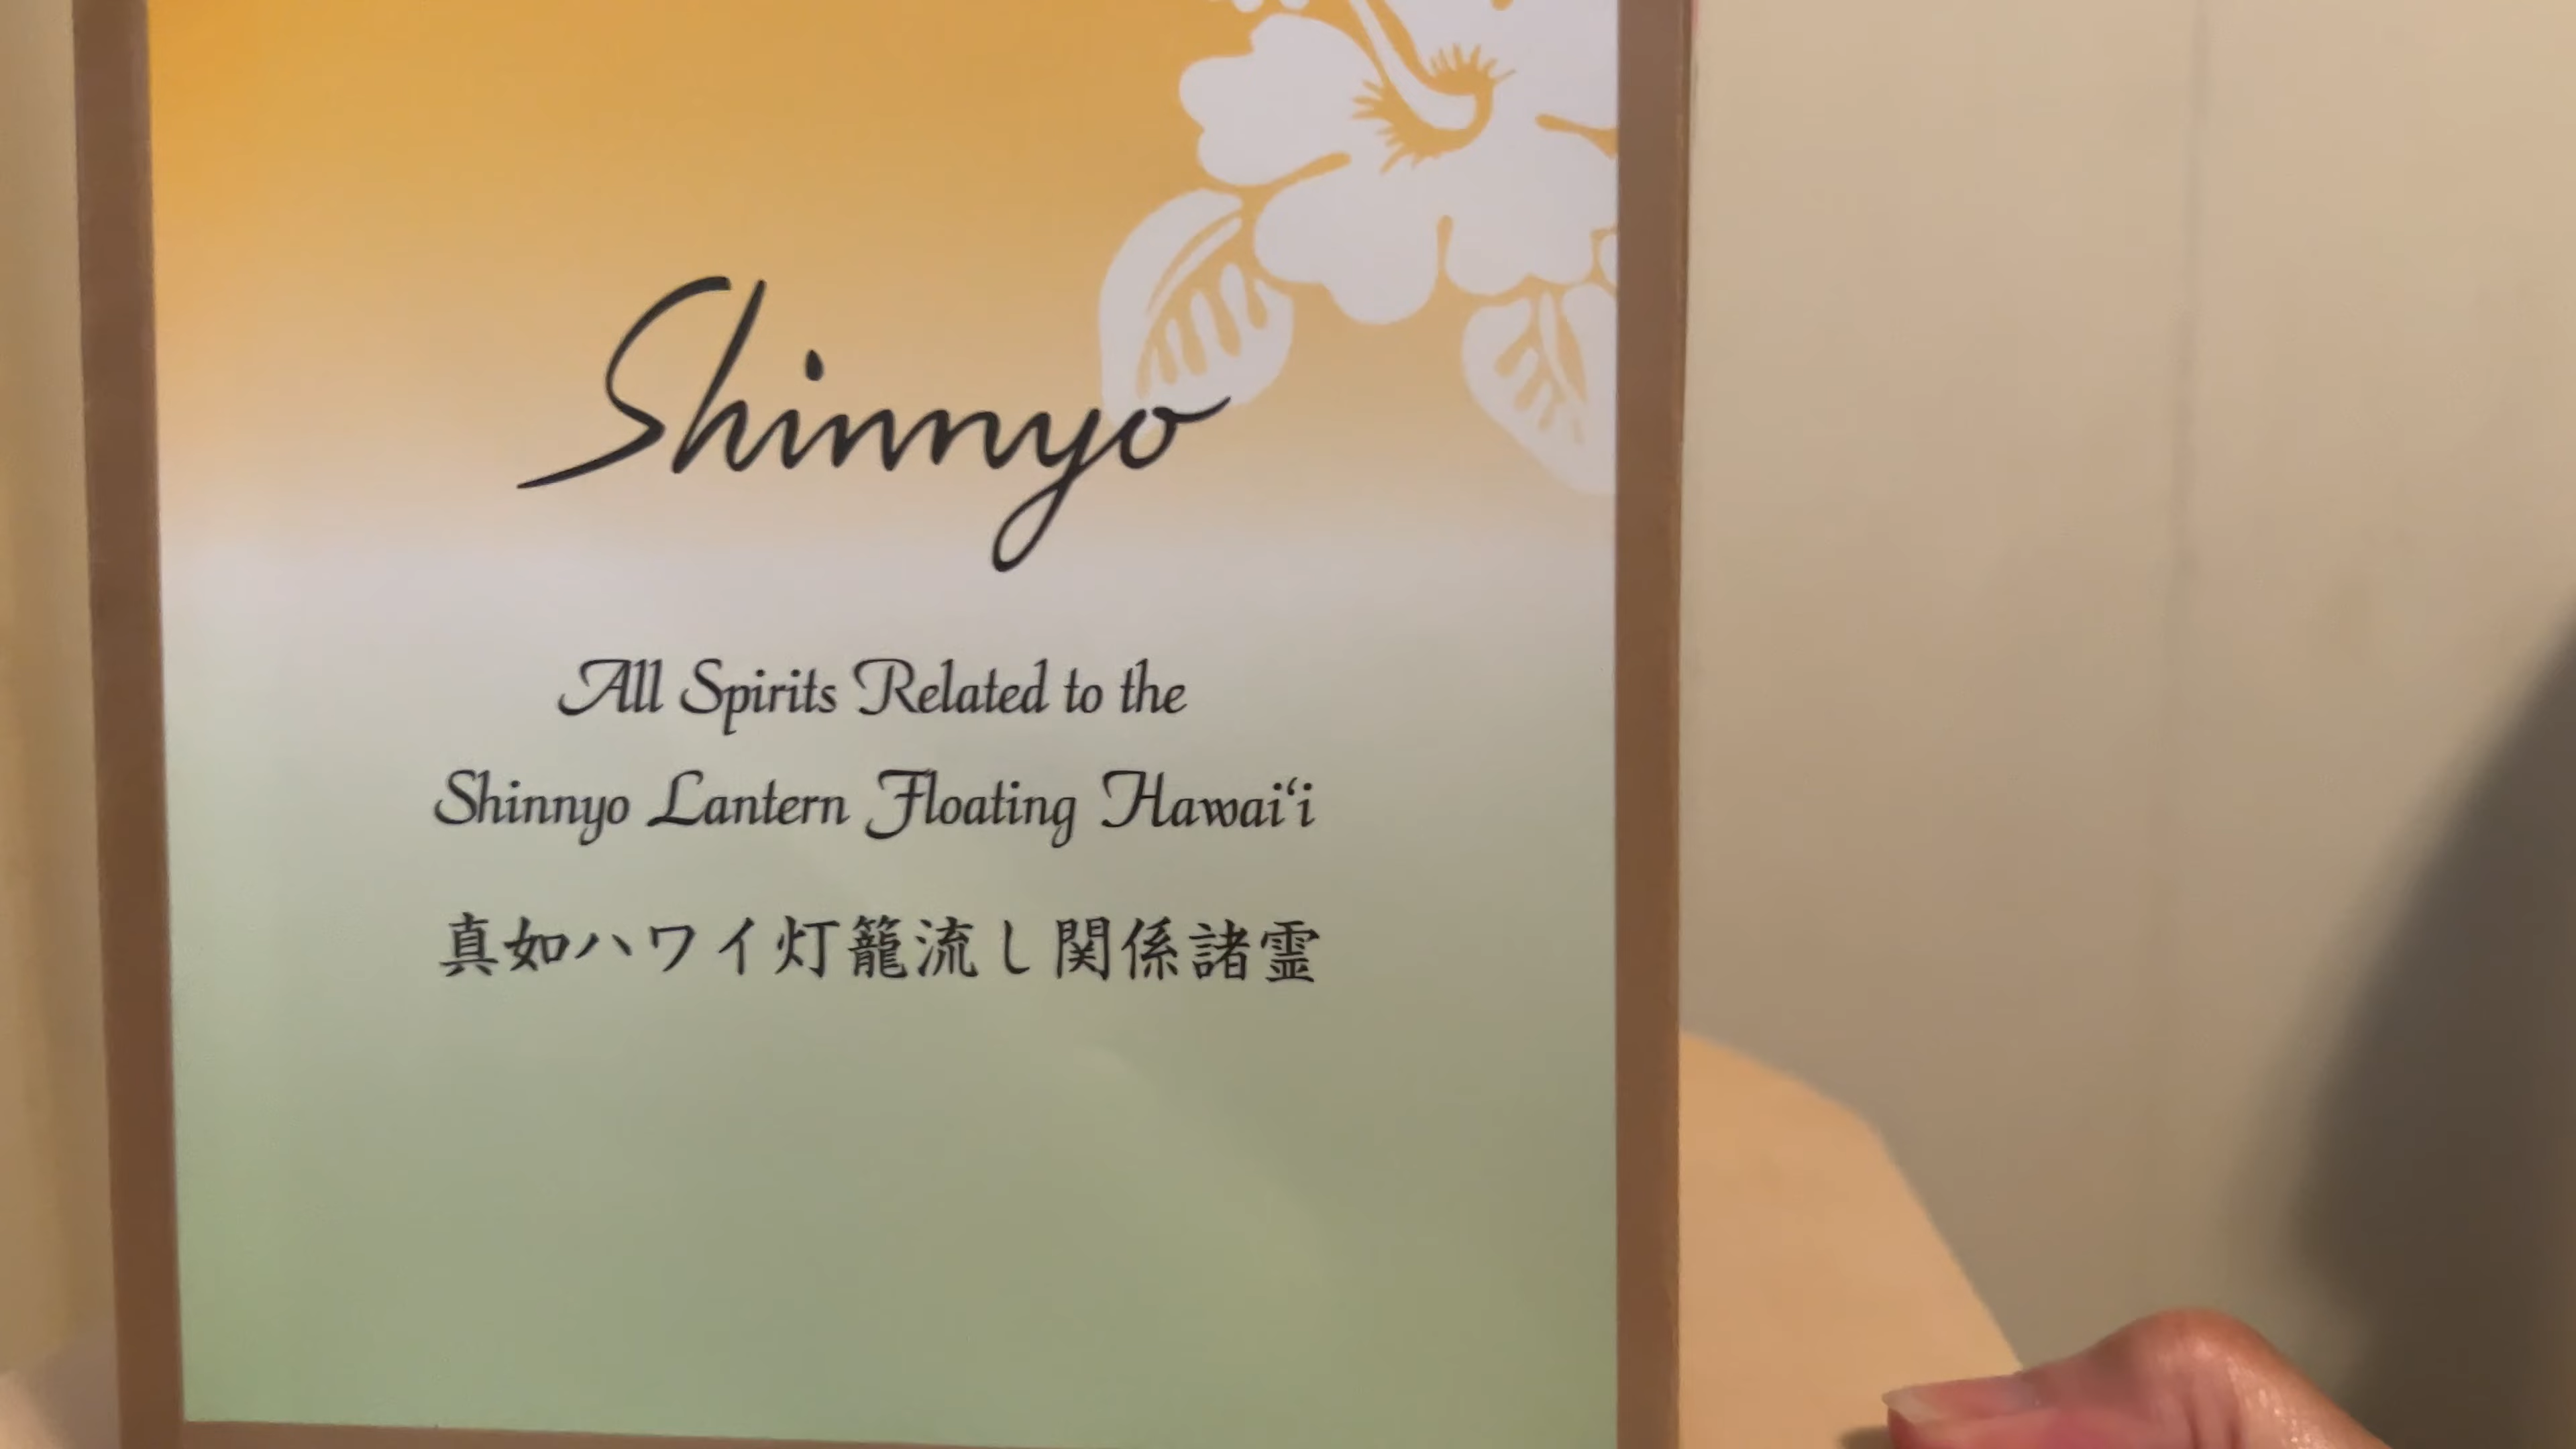 Shinnyo
All Spirits Related to the
Shinnyo Lantern Floating Hawaiʻi
真如ハワイ灯籠流し関係諸霊